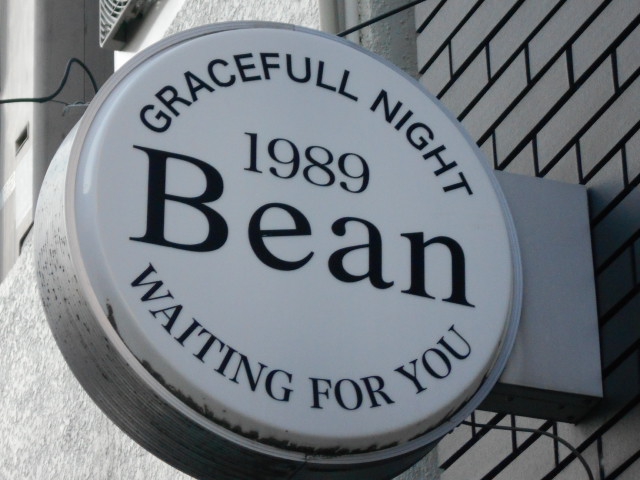 GRACEFULL NIGHT
1989
Bean
WAITING FOR YOU